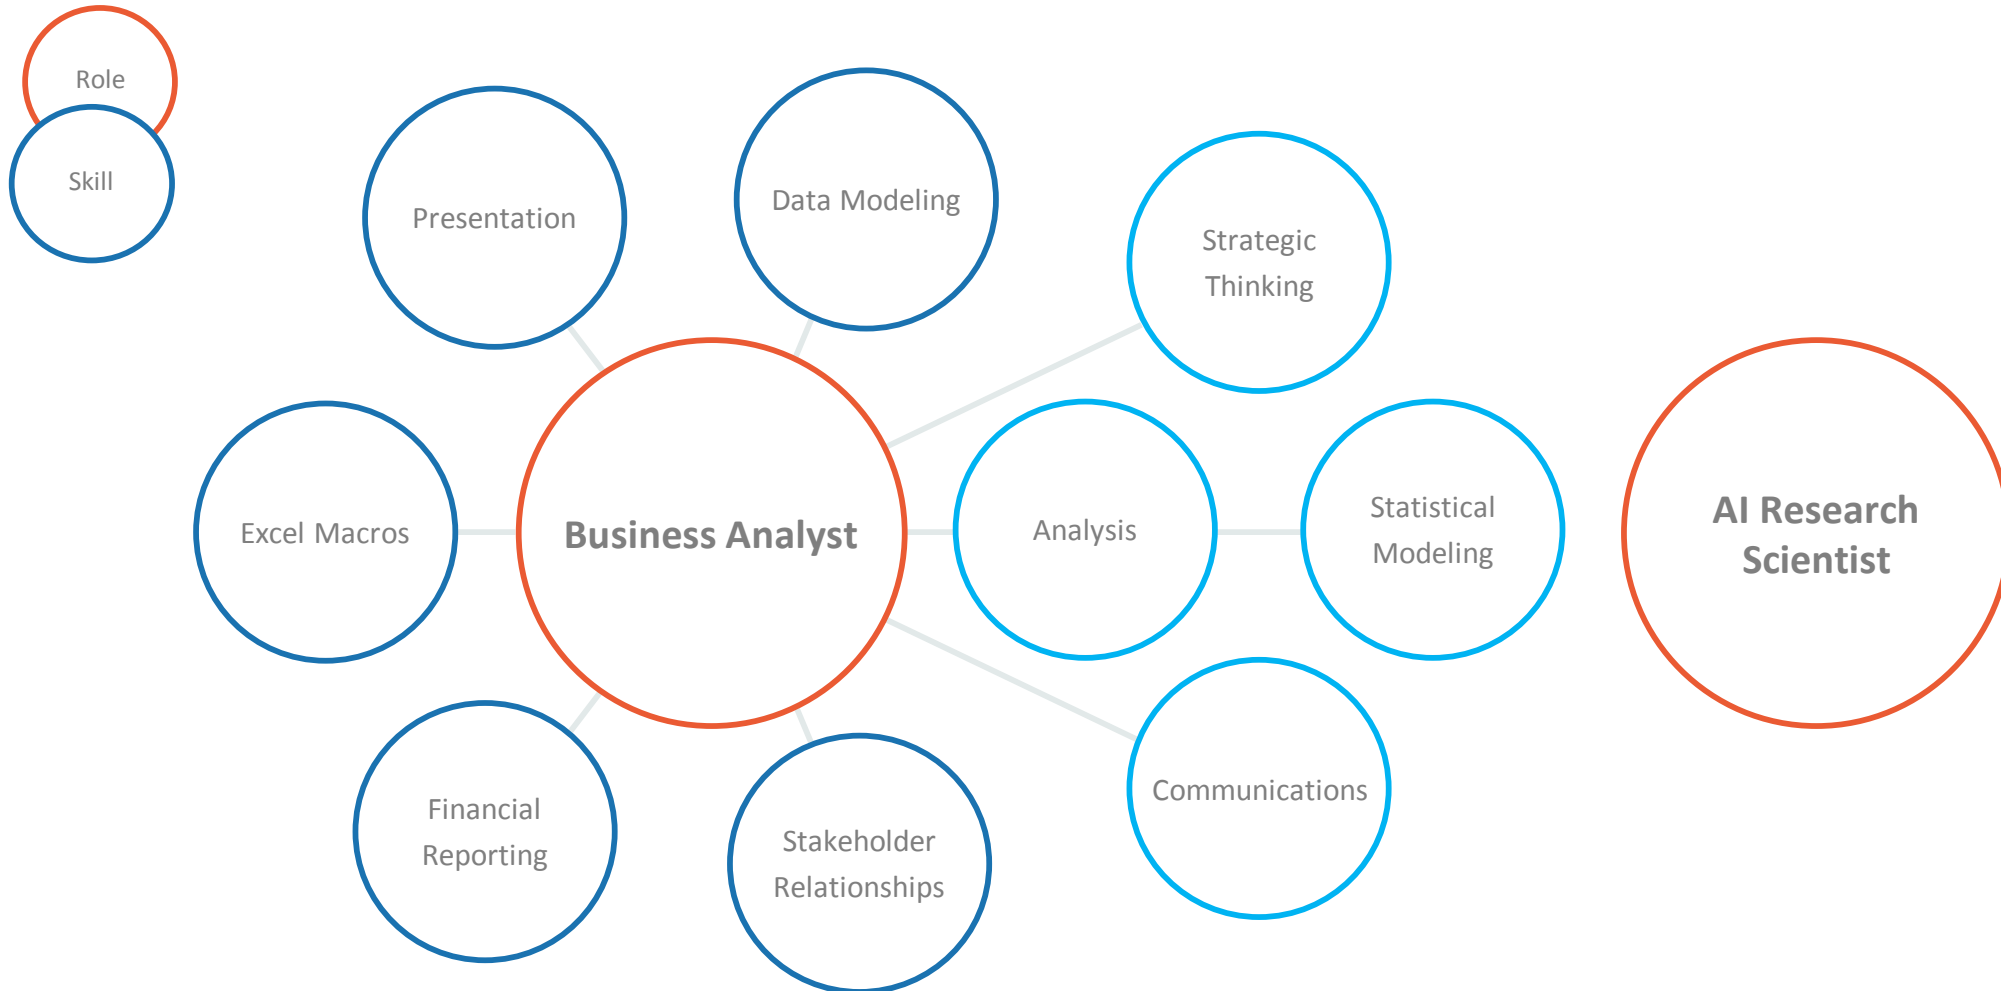 Role
Skill
Presentation
Data Modeling
Strategic
Thinking
Excel Macros
Business Analyst
Analysis
Statistical
Modeling
AI Research
Scientist
Communications
Financial
Reporting
Stakeholder
Relationships